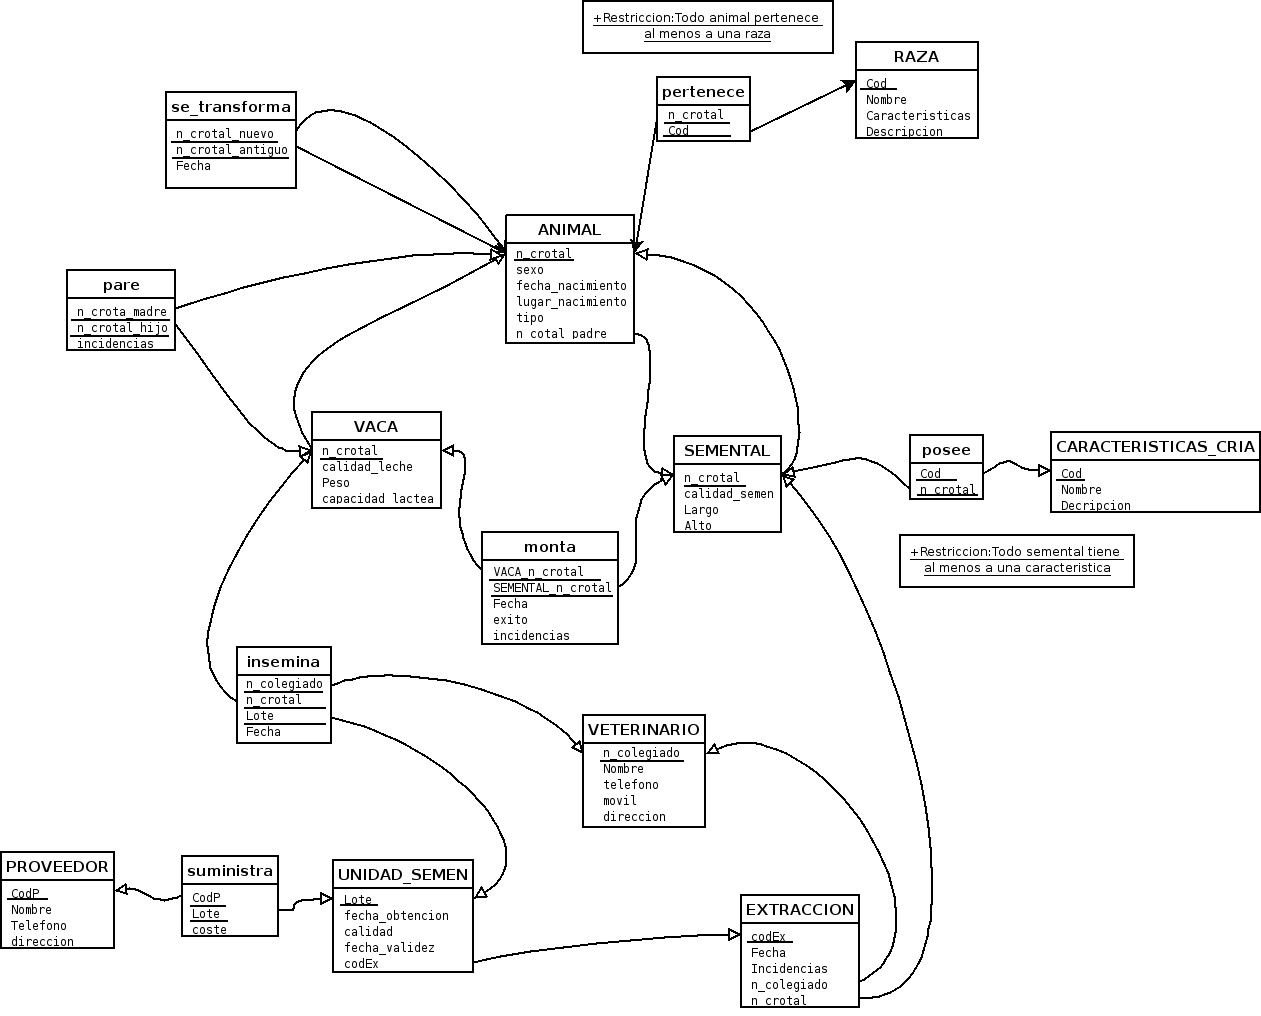 +Restriccion:Todo animal pertenece
al menos a una raza
RAZA
Cod
Nombre
Caracteristicas
Descripcion
pertenece
n_crotal
Cod
se_transforma
n_crotal_nuevo
n_crotal_antiguo
Fecha
ANIMAL
n_crotal
sexo
fecha_nacimiento
lugar_nacimiento
tipo
n_cotal_padre
pare
n_crota_madre
n_crotal_hijo
incidencias
VACA
n_crotal
calidad_leche
Peso
capacidad_lactea
SEMENTAL
n_crotal
calidad_semen
Largo
Alto
posee
Cod
n_crotal
CARACTERISTICAS_CRIA
Cod
Nombre
Decripcion
+Restriccion:Todo semental tiene
al menos a una caracteristica
monta
VACA_n_crotal
SEMENTAL_n_crotal
Fecha
exito
incidencias
insemina
n_colegiado
n_crotal
Lote
Fecha
VETERINARIO
n_colegiado
Nombre
telefono
movil
direccion
PROVEEDOR
CodP
Nombre
Telefono
direccion
suministra
CodP
Lote
coste
UNIDAD_SEMEN
Lote
fecha_obtencion
calidad
fecha_validez
codEx
EXTRACCION
codEx
Fecha
Incidencias
n_colegiado
n_crotal